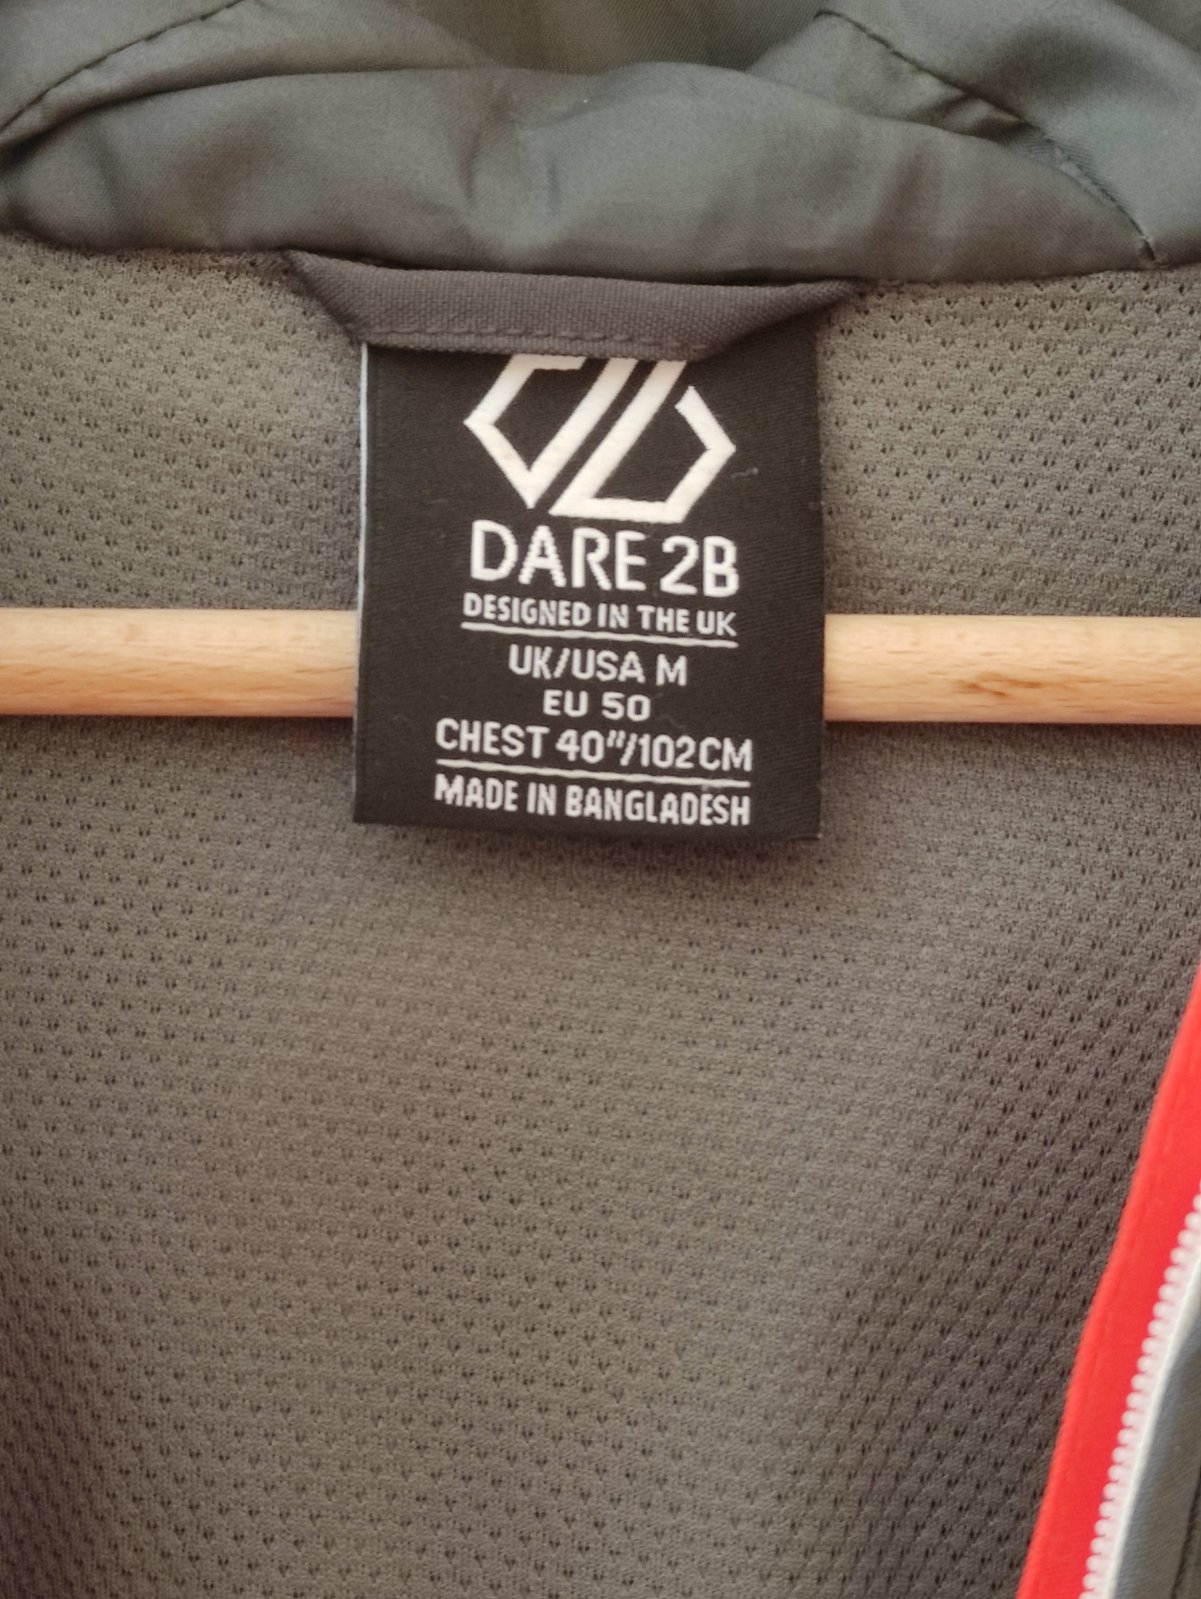 DARE 2B
DESIGNED IN THE UK
UK/USA M
EU 50
CHEST 40"/102CM
MADE IN BANGLADESH